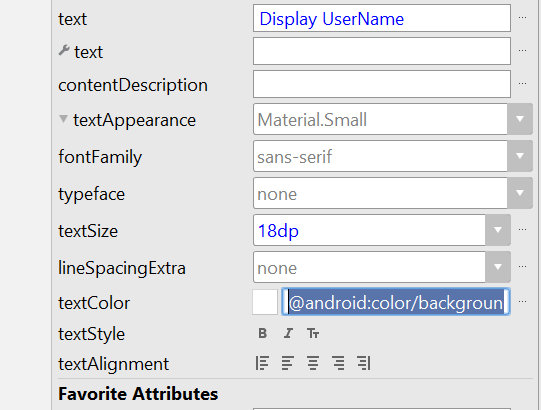 text Display UserName ...
text ...
contentDescription ...
textAppearance Material.Small
fontFamily sans-serif
typeface none
textSize 18dp ...
lineSpacingExtra none ...
textColor @android:color/backgroun ...
textStyle B I Tт
textAlignment
Favorite Attributes